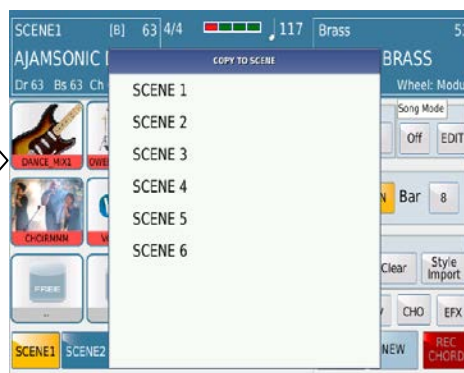 SCENE1 [B] 63 4/4 117 Brass
AJAMSONIC BRASS
Dr 63 Bs 63 Ch Wheel: Modu
COPY TO SCENE
SCENE 1
SCENE 2
SCENE 3
SCENE 4
SCENE 5
SCENE 6
DANCE_MIX1
CHOIRMNM
FREE
--
SCENE1 SCENE2
Song Mode
Off EDIT
Bar 8
Clear Style Import
CHO EFX
NEW REC CHORD